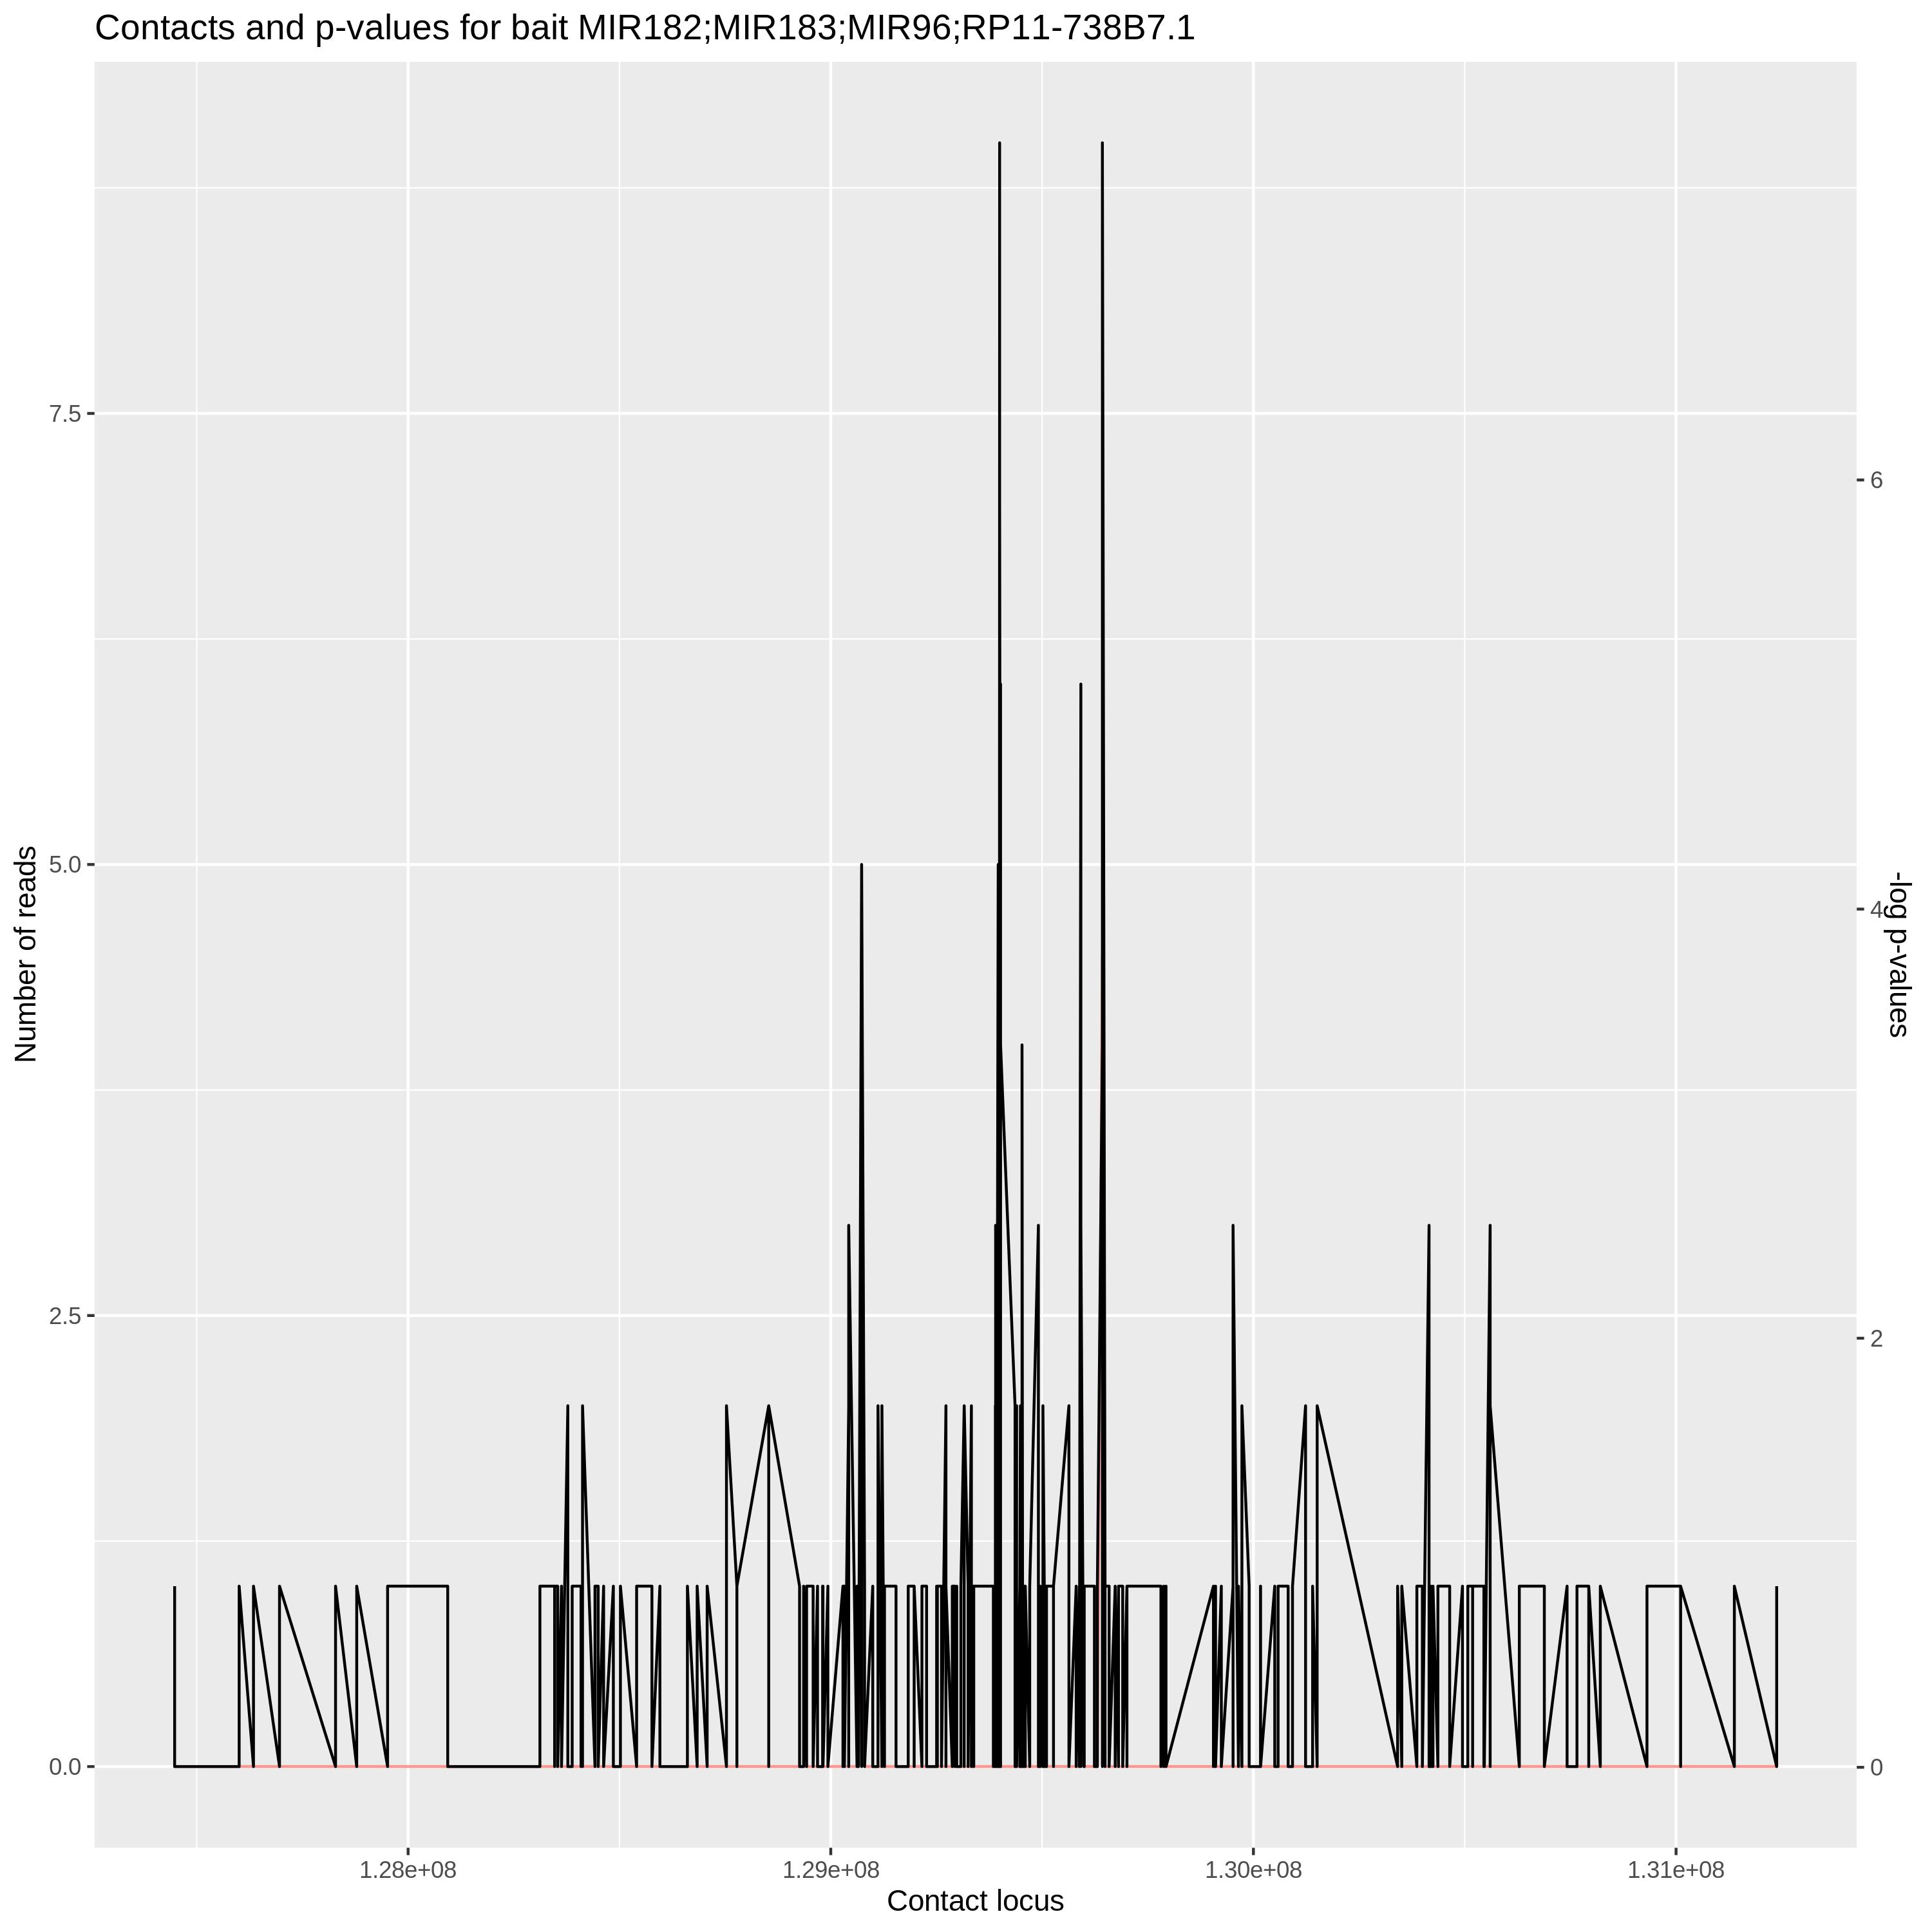 Contacts and p-values for bait MIR182;MIR183;MIR96;RP11-738B7.1
7.5
5.0
2.5
0.0
Number of reads
6
4
2
0
-log p-values
1.28e+08
1.29e+08
1.30e+08
1.31e+08
Contact locus